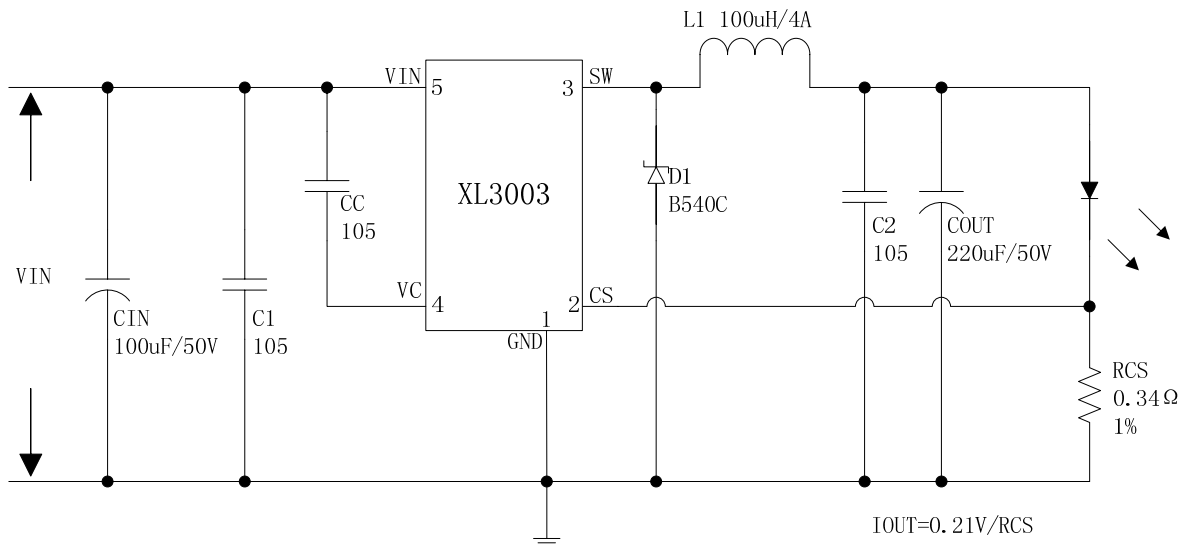 L1 100uH/4A
VIN
5
3
SW
XL3003
D1
B540C
CC
105
C2
105
COUT
220uF/50V
VIN
VC
4
2
CS
1
GND
CIN
100uF/50V
C1
105
RCS
0.34Ω
1%
IOUT=0.21V/RCS